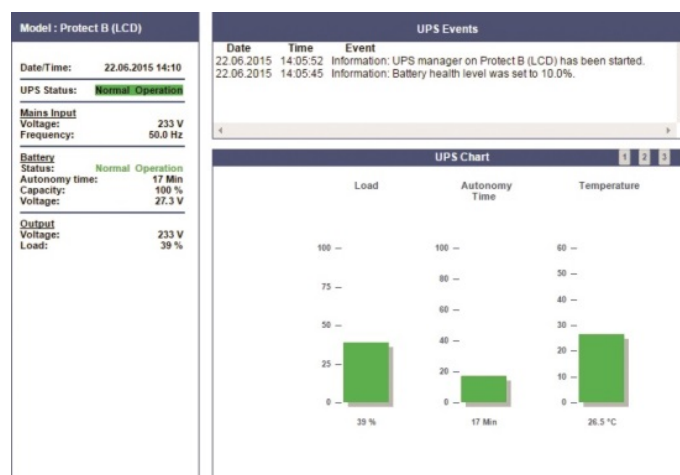 Model : Protect B (LCD)
Date/Time: 22.06.2015 14:10
UPS Status: Normal Operation
Mains Input
Voltage: 233 V
Frequency: 50.0 Hz
Battery
Status: Normal Operation
Autonomy time: 17 Min
Capacity: 100 %
Voltage: 27.3 V
Output
Voltage: 233 V
Load: 39 %
UPS Events
Date Time Event
22.06.2015 14:05:52 Information: UPS manager on Protect B (LCD) has been started.
22.06.2015 14:05:45 Information: Battery health level was set to 10.0%.
UPS Chart 1 2 3
Load
100
75
50
25
0
39 %
Autonomy
Time
100
80
60
40
20
0
17 Min
Temperature
60
50
40
30
20
10
0
26.5 °C